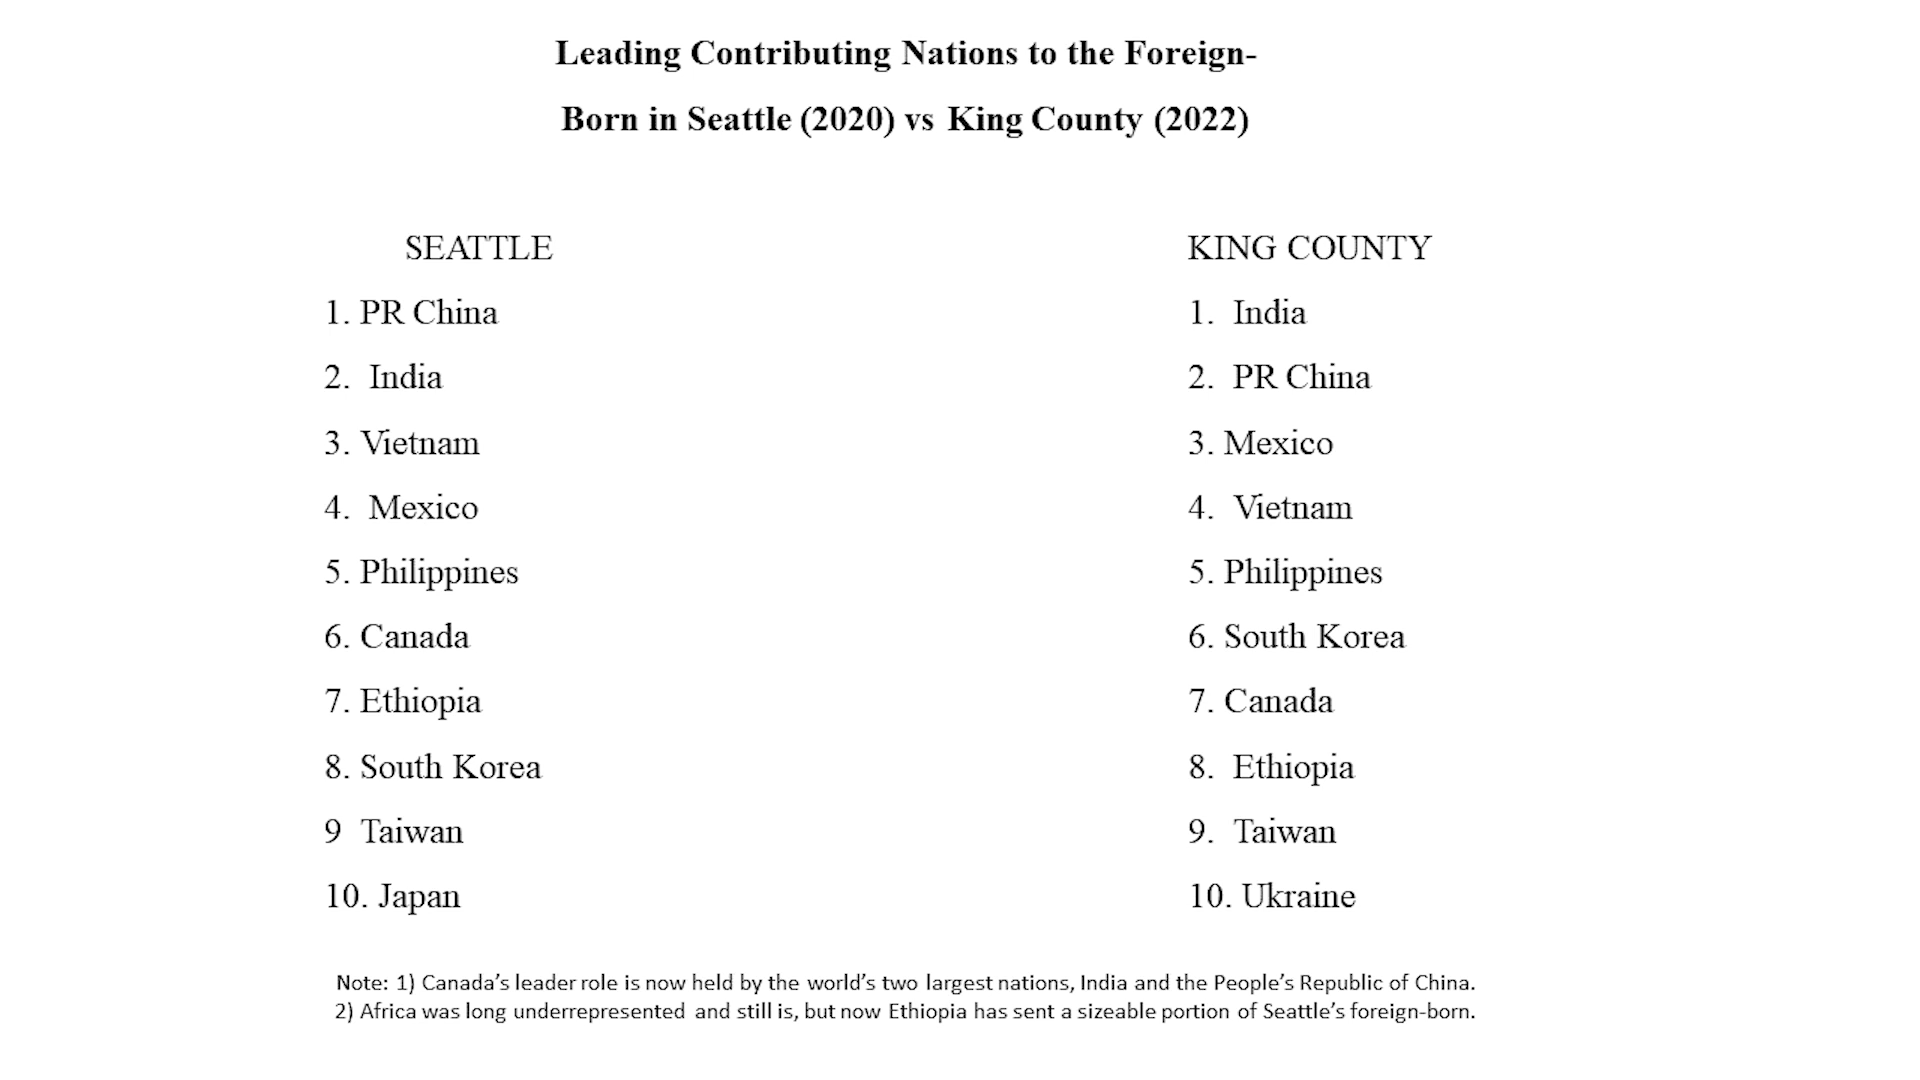 Leading Contributing Nations to the Foreign-
Born in Seattle (2020) vs King County (2022)
SEATTLE
1. PR China
2. India
3. Vietnam
4. Mexico
5. Philippines
6. Canada
7. Ethiopia
8. South Korea
9 Taiwan
10. Japan
KING COUNTY
1. India
2. PR China
3. Mexico
4. Vietnam
5. Philippines
6. South Korea
7. Canada
8. Ethiopia
9. Taiwan
10. Ukraine
Note: 1) Canada’s leader role is now held by the world’s two largest nations, India and the People’s Republic of China.
2) Africa was long underrepresented and still is, but now Ethiopia has sent a sizeable portion of Seattle’s foreign-born.